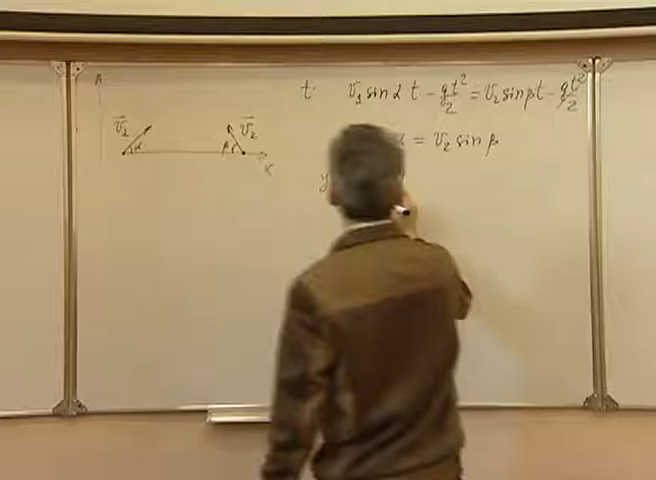 t: v₁ sin α t - gt²/2 = v₂ sin β t - gt²/2
v₁ v₂
α = v₂ sin β
α β
x
y